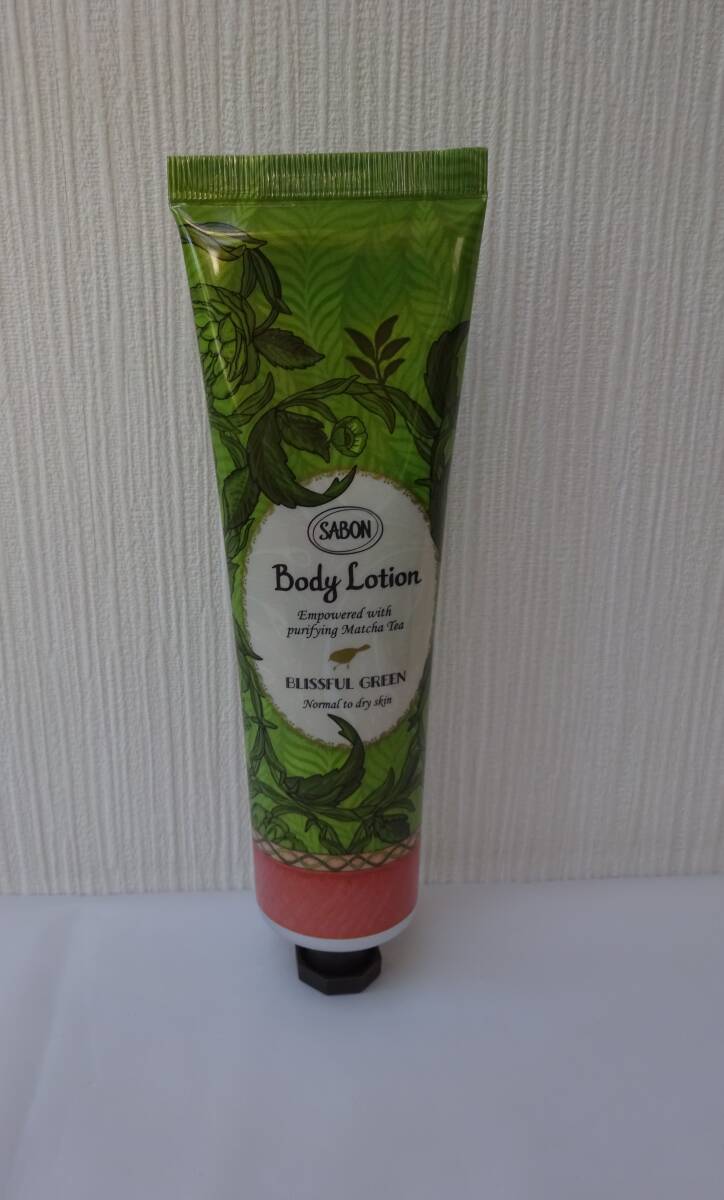 SABON
Body Lotion
Empowered with
purifying Matcha Tea
BLISSFUL GREEN
Normal to dry skin